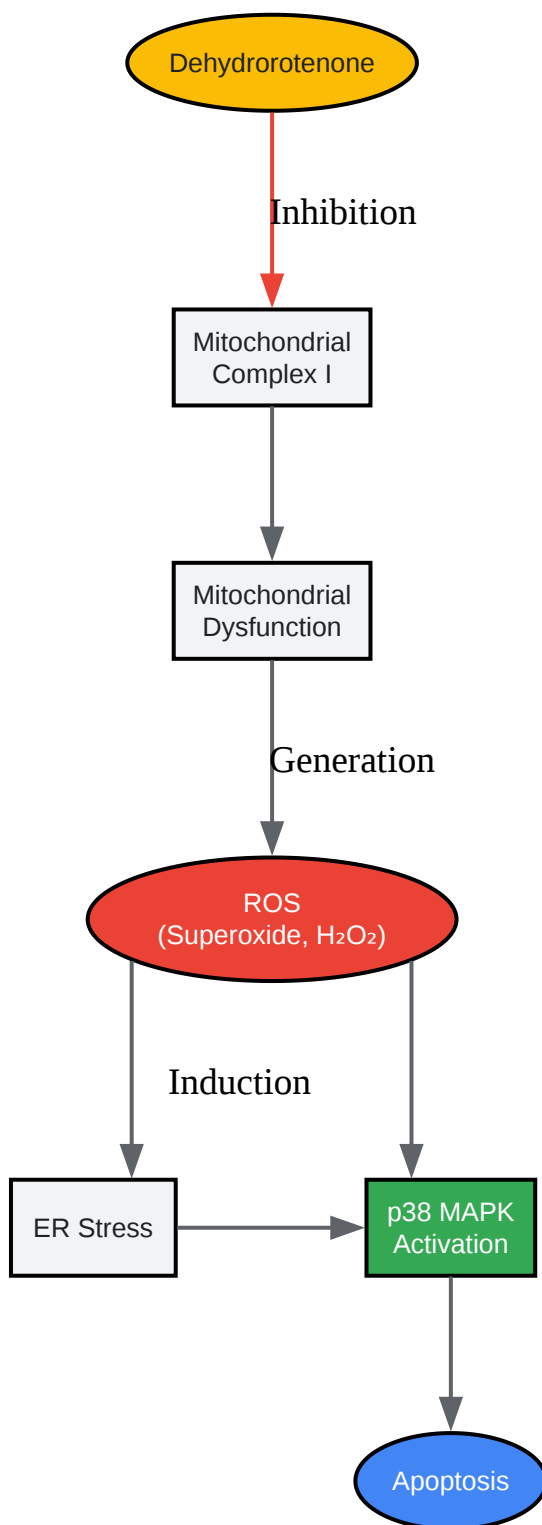 Dehydrorotenone
Inhibition
Mitochondrial
Complex I
Mitochondrial
Dysfunction
Generation
ROS
(Superoxide, H₂O₂)
Induction
ER Stress
p38 MAPK
Activation
Apoptosis